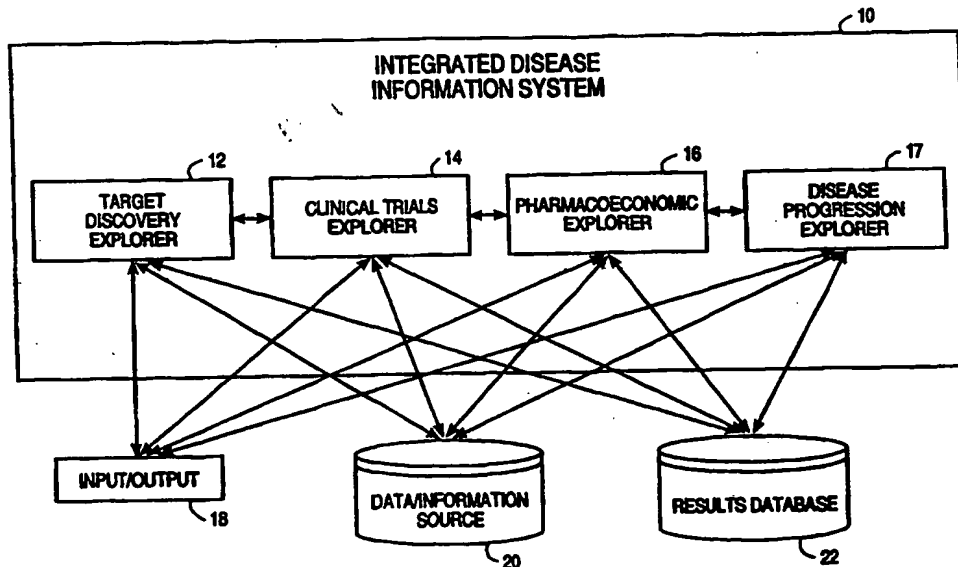 10
INTEGRATED DISEASE
INFORMATION SYSTEM
12
TARGET
DISCOVERY
EXPLORER
14
CLINICAL TRIALS
EXPLORER
16
PHARMACOECONOMIC
EXPLORER
17
DISEASE
PROGRESSION
EXPLORER
INPUT/OUTPUT
18
DATA/INFORMATION
SOURCE
20
RESULTS DATABASE
22